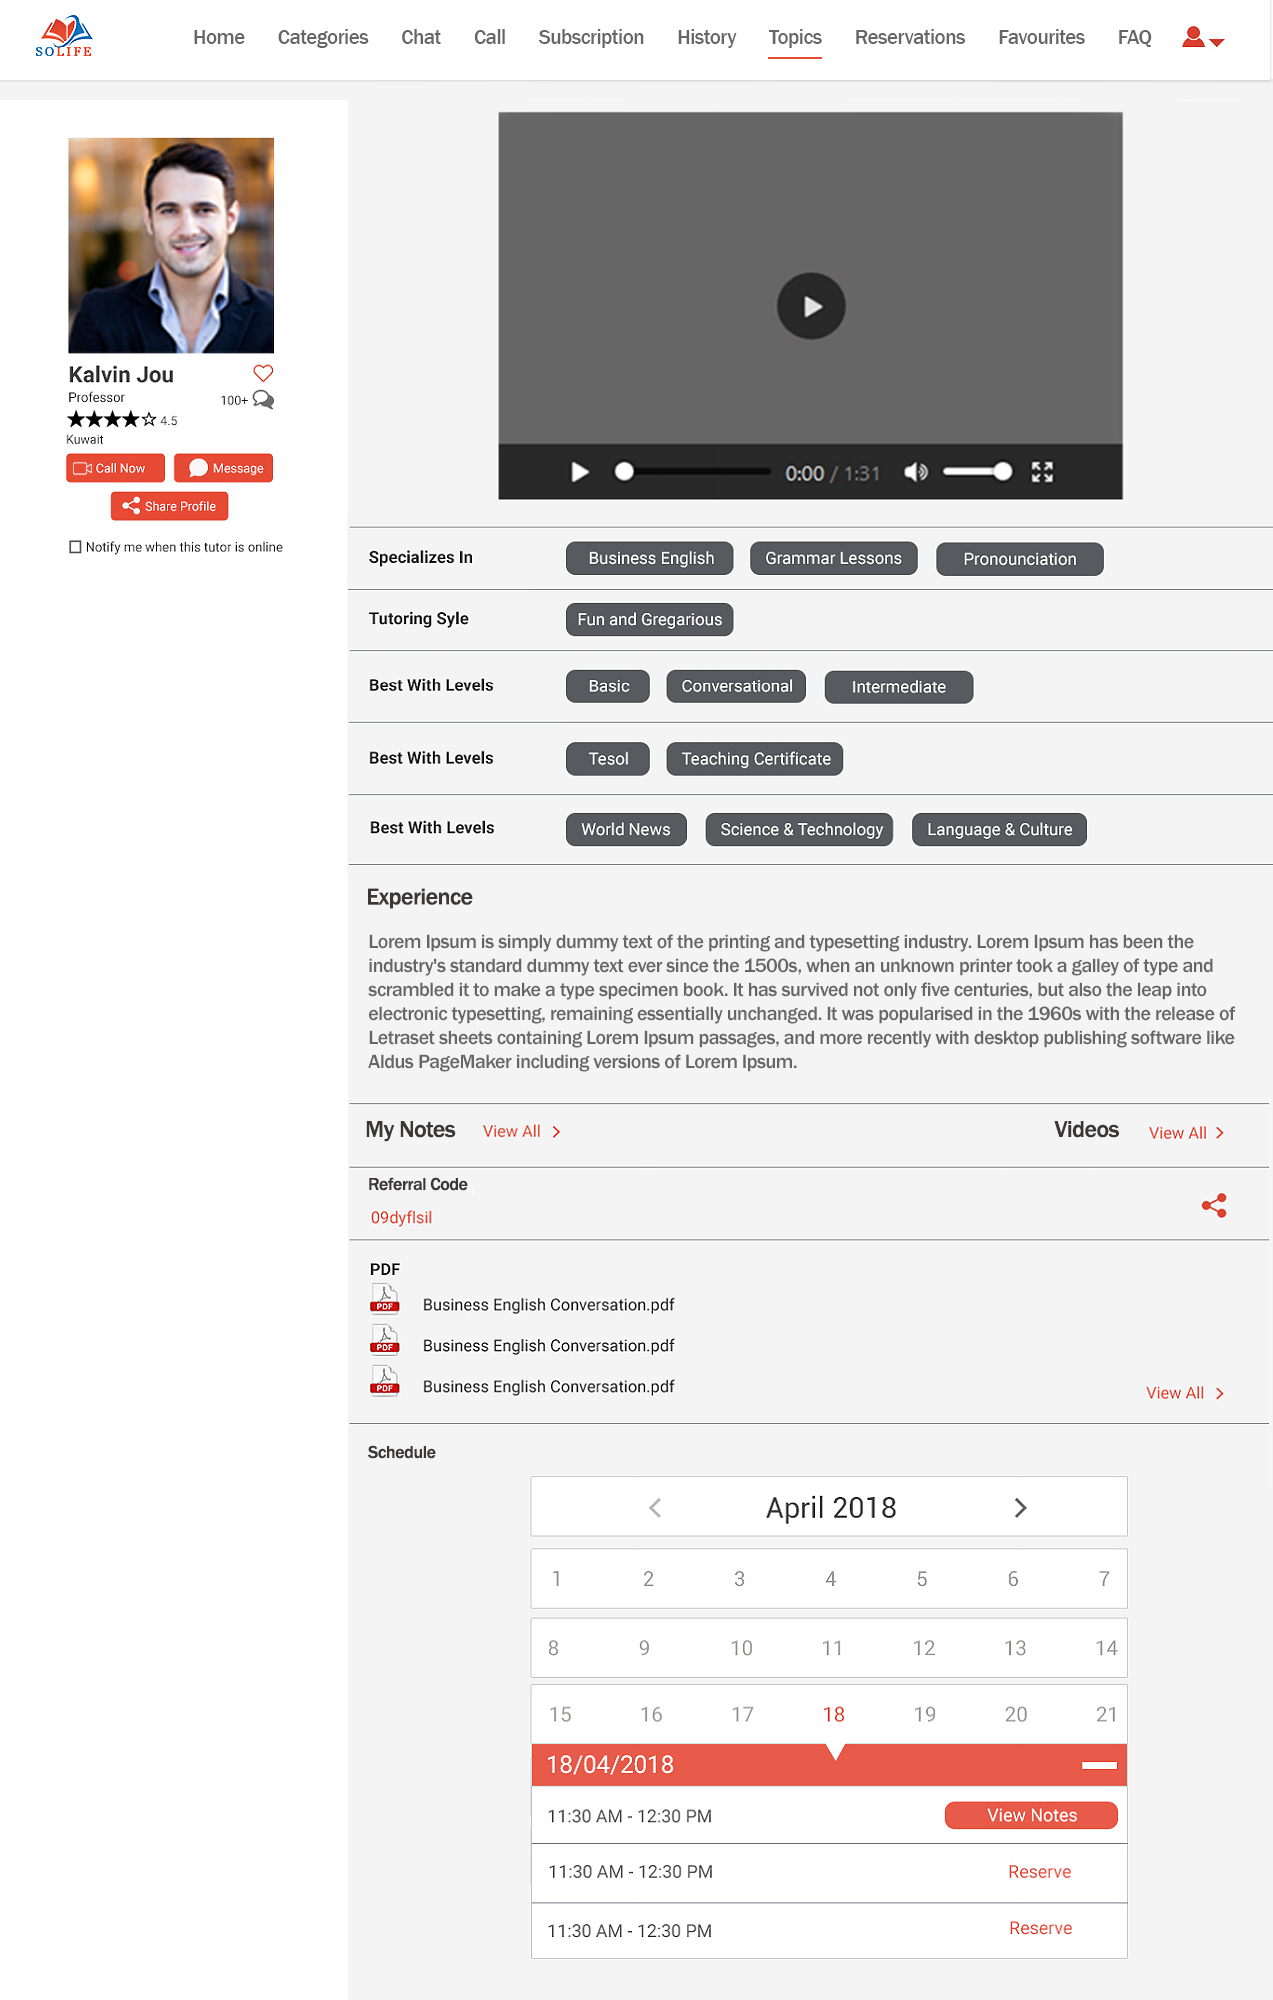 SOLIFE
Home Categories Chat Call Subscription History Topics Reservations Favourites FAQ
Kalvin Jou
Professor
100+
4.5
Kuwait
Call Now
Message
Share Profile
Notify me when this tutor is online
0:00 / 1:31
Specializes In Business English Grammar Lessons Pronounciation
Tutoring Syle Fun and Gregarious
Best With Levels Basic Conversational Intermediate
Best With Levels Tesol Teaching Certificate
Best With Levels World News Science & Technology Language & Culture
Experience
Lorem Ipsum is simply dummy text of the printing and typesetting industry. Lorem Ipsum has been the
industry's standard dummy text ever since the 1500s, when an unknown printer took a galley of type and
scrambled it to make a type specimen book. It has survived not only five centuries, but also the leap into
electronic typesetting, remaining essentially unchanged. It was popularised in the 1960s with the release of
Letraset sheets containing Lorem Ipsum passages, and more recently with desktop publishing software like
Aldus PageMaker including versions of Lorem Ipsum.
My Notes View All > Videos View All >
Referral Code
09dyflsil
PDF
PDF Business English Conversation.pdf
PDF Business English Conversation.pdf
PDF Business English Conversation.pdf
View All >
Schedule
< April 2018 >
1 2 3 4 5 6 7
8 9 10 11 12 13 14
15 16 17 18 19 20 21
18/04/2018
11:30 AM - 12:30 PM View Notes
11:30 AM - 12:30 PM Reserve
11:30 AM - 12:30 PM Reserve